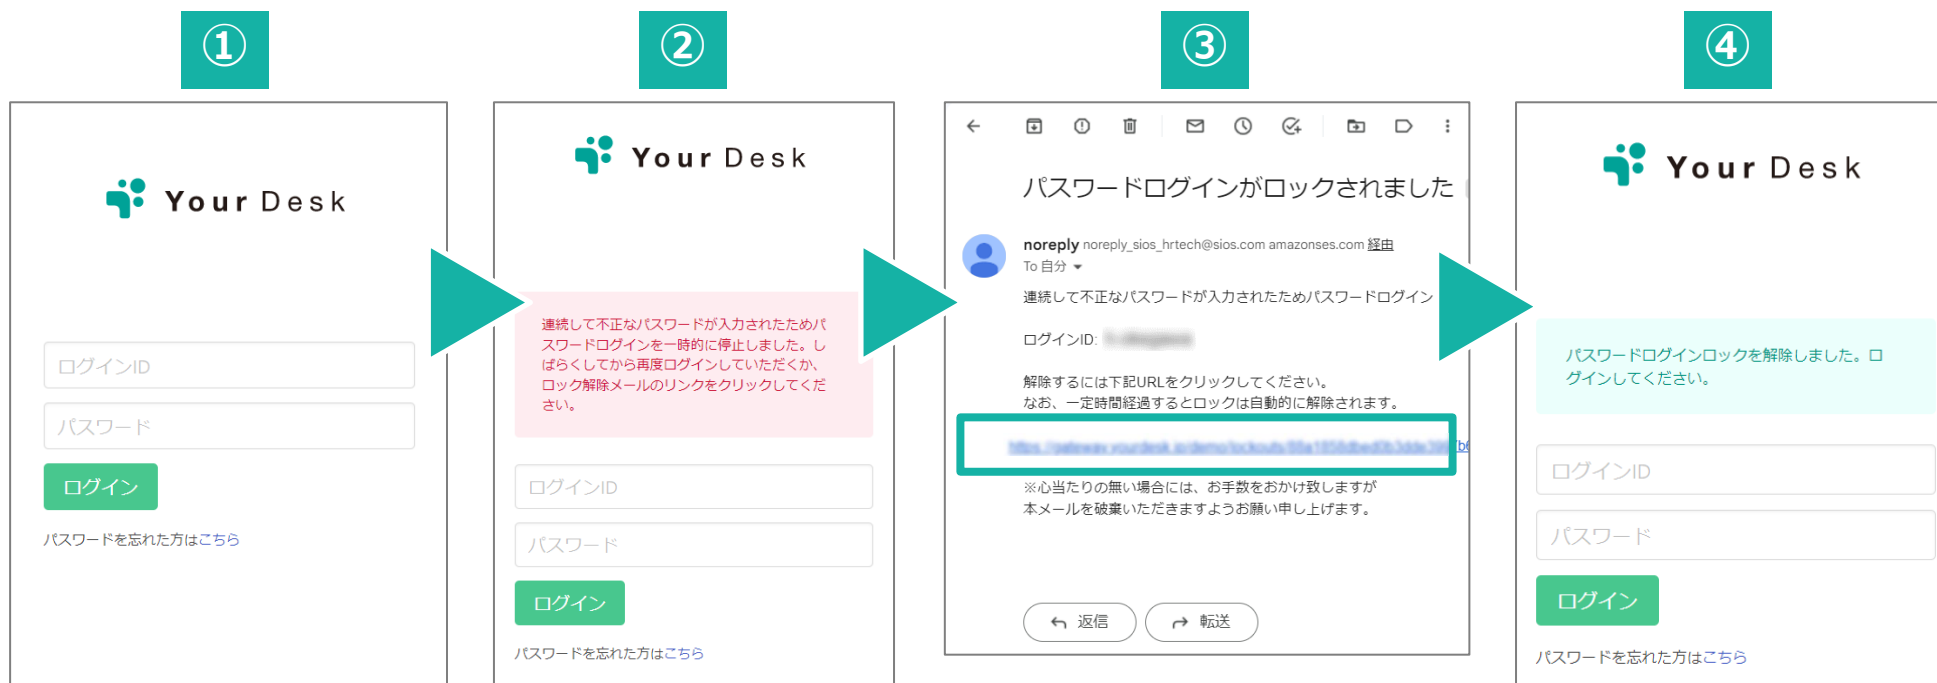 ①
Your Desk
ログインID
パスワード
ログイン
パスワードを忘れた方はこちら
②
Your Desk
連続して不正なパスワードが入力されたためパ
スワードログインを一時的に停止しました。し
ばらくしてから再度ログインしていただくか、
ロック解除メールのリンクをクリックしてくだ
さい。
ログインID
パスワード
ログイン
パスワードを忘れた方はこちら
③
パスワードログインがロックされました
noreply noreply_sios_hrtech@sios.com amazonses.com 経由
To 自分
連続して不正なパスワードが入力されたためパスワードログイン
ログインID:
解除するには下記URLをクリックしてください。
なお、一定時間経過するとロックは自動的に解除されます。
※心当たりの無い場合には、お手数をおかけ致しますが
本メールを破棄いただきますようお願い申し上げます。
返信
転送
④
Your Desk
パスワードログインロックを解除しました。ロ
グインしてください。
ログインID
パスワード
ログイン
パスワードを忘れた方はこちら